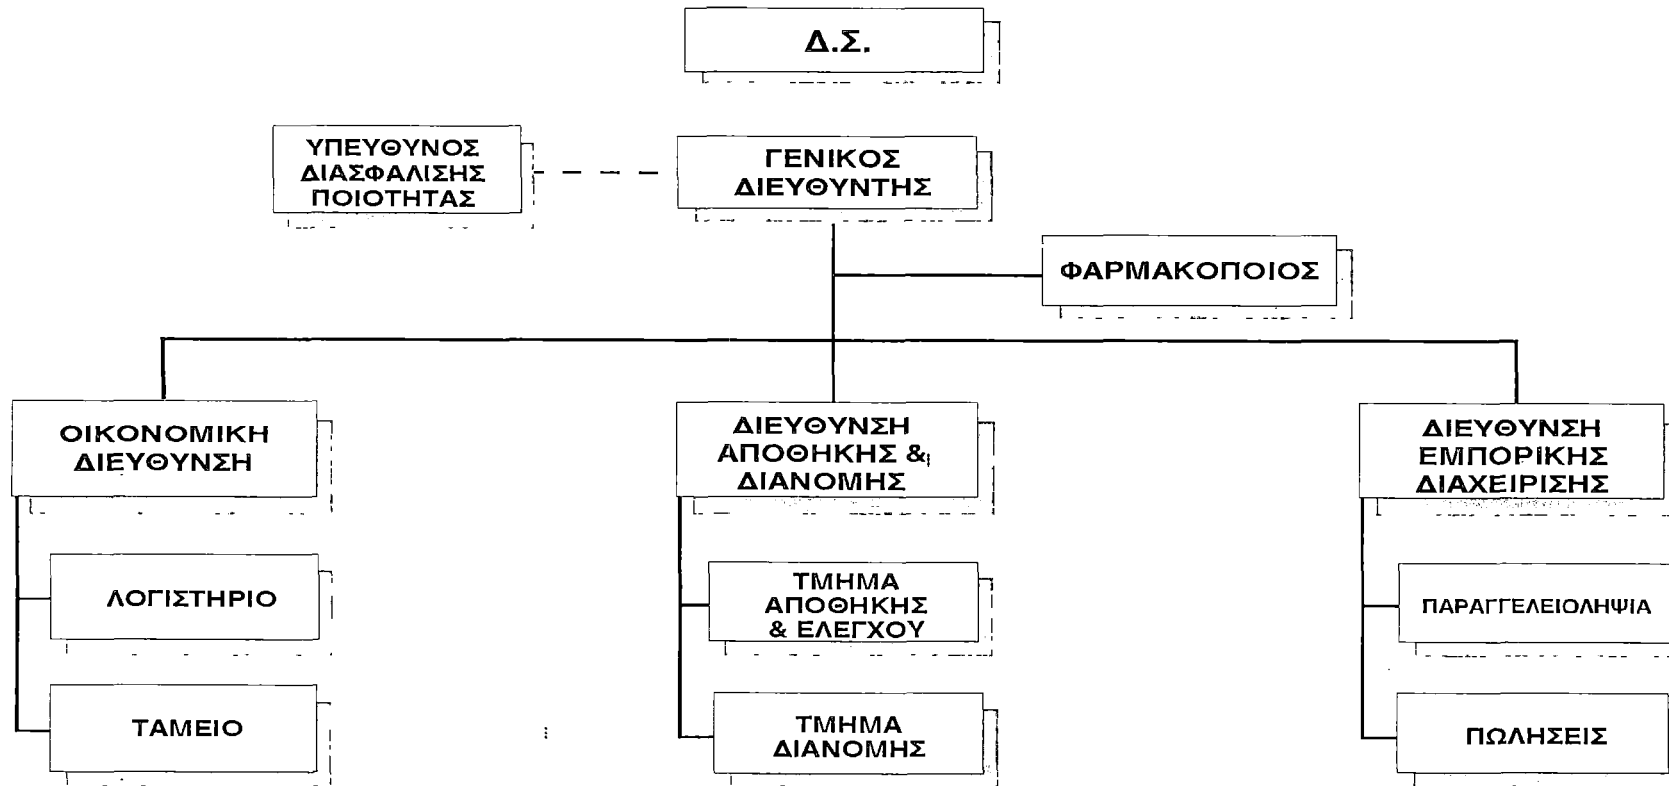 Δ.Σ.
ΥΠΕΥΘΥΝΟΣ
ΔΙΑΣΦΑΛΙΣΗΣ
ΠΟΙΟΤΗΤΑΣ
ΓΕΝΙΚΟΣ
ΔΙΕΥΘΥΝΤΗΣ
ΦΑΡΜΑΚΟΠΟΙΟΣ
ΟΙΚΟΝΟΜΙΚΗ
ΔΙΕΥΘΥΝΣΗ
ΔΙΕΥΘΥΝΣΗ
ΑΠΟΘΗΚΗΣ &
ΔΙΑΝΟΜΗΣ
ΔΙΕΥΘΥΝΣΗ
ΕΜΠΟΡΙΚΗΣ
ΔΙΑΧΕΙΡΙΣΗΣ
ΛΟΓΙΣΤΗΡΙΟ
ΤΜΗΜΑ
ΑΠΟΘΗΚΗΣ
& ΕΛΕΓΧΟΥ
ΠΑΡΑΓΓΕΛΕΙΟΛΗΨΙΑ
ΤΑΜΕΙΟ
ΤΜΗΜΑ
ΔΙΑΝΟΜΗΣ
ΠΩΛΗΣΕΙΣ